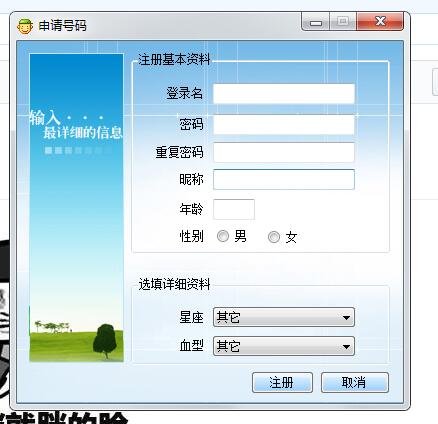 申请号码
输入...
最详细的信息
注册基本资料
登录名
密码
重复密码
昵称
年龄
性别 男 女
选填详细资料
星座 其它
血型 其它
注册 取消